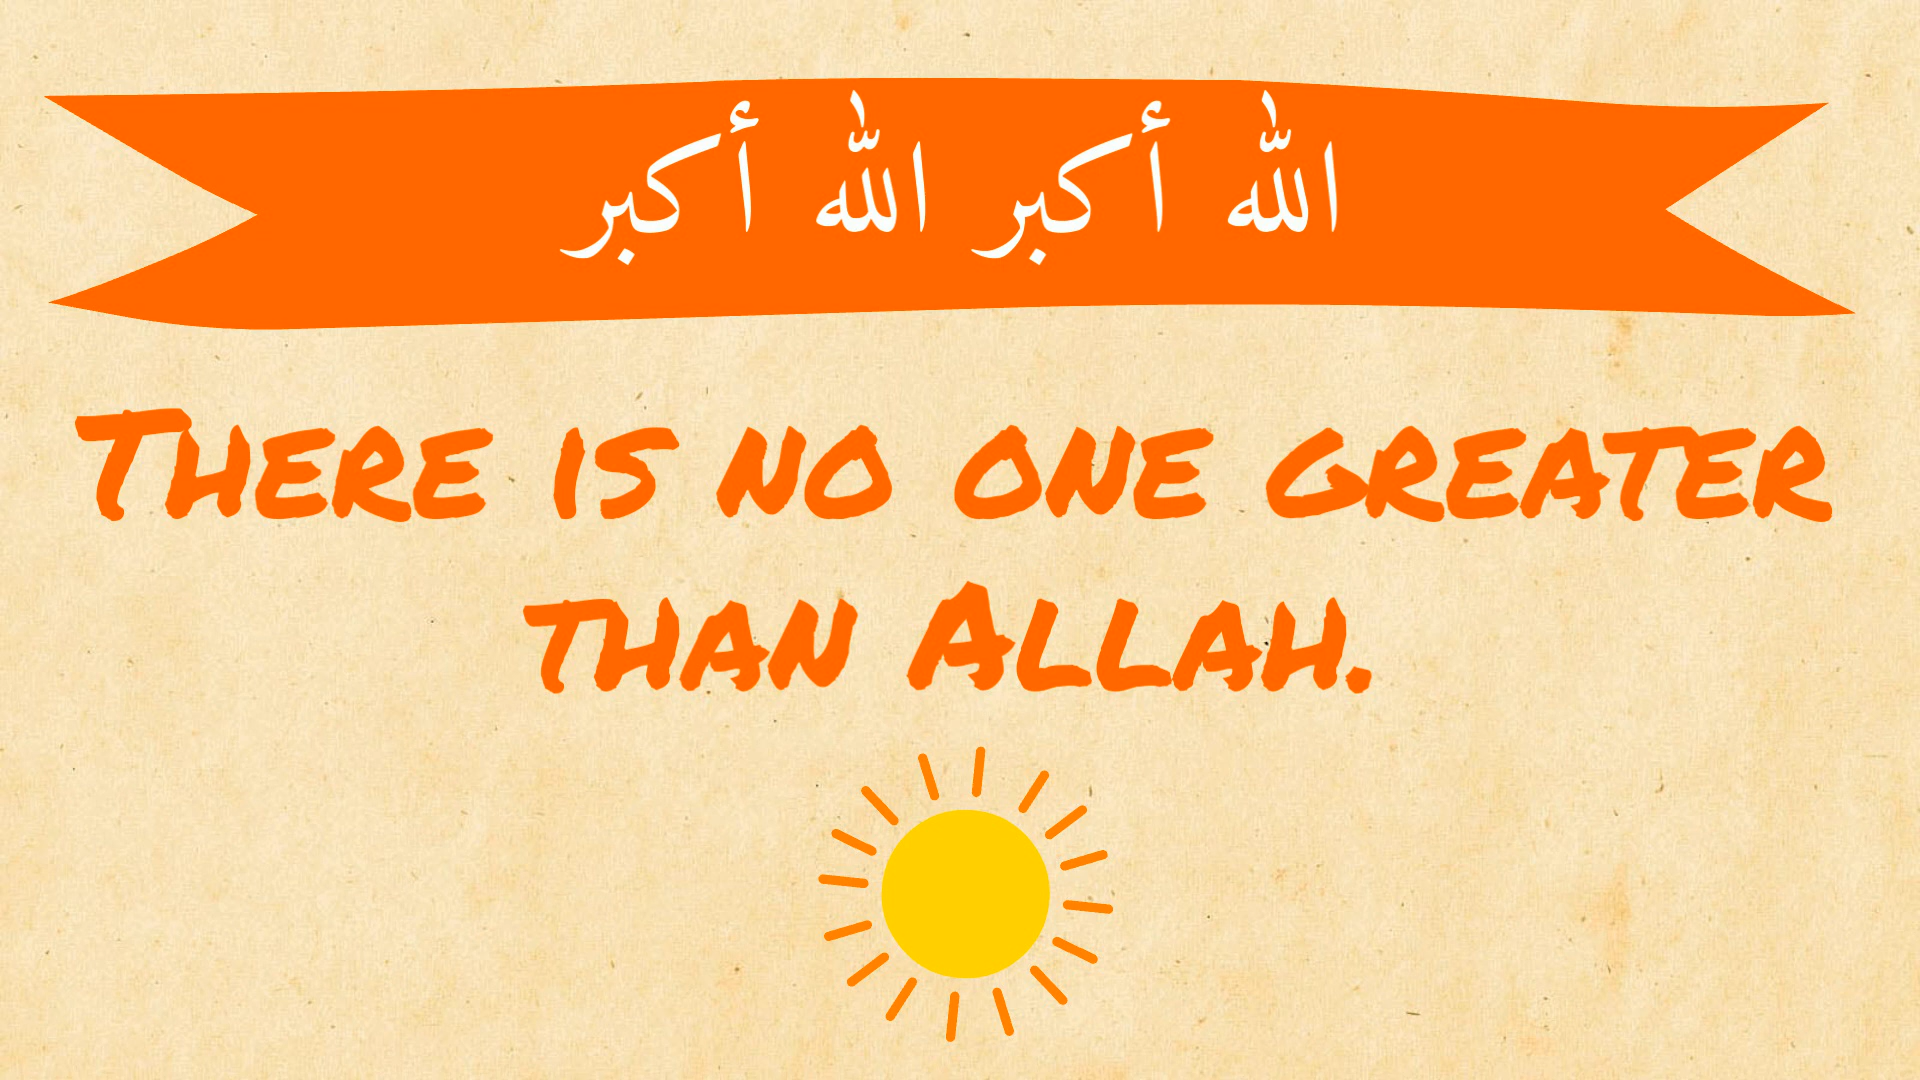 الله أكبر الله أكبر
There is no one greater
than Allah.